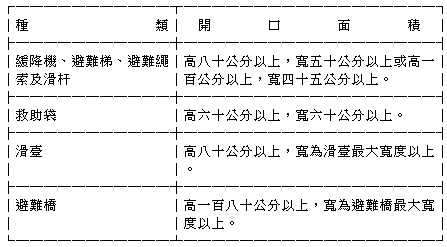 種類 開口面積
緩降機、避難梯、避難繩 高八十公分以上，寬五十公分以上或高一
索及滑杆 百公分以上，寬四十五公分以上。
救助袋 高六十公分以上，寬六十公分以上。
滑臺 高八十公分以上，寬為滑臺最大寬度以上
。
避難橋 高一百八十公分以上，寬為避難橋最大寬
度以上。